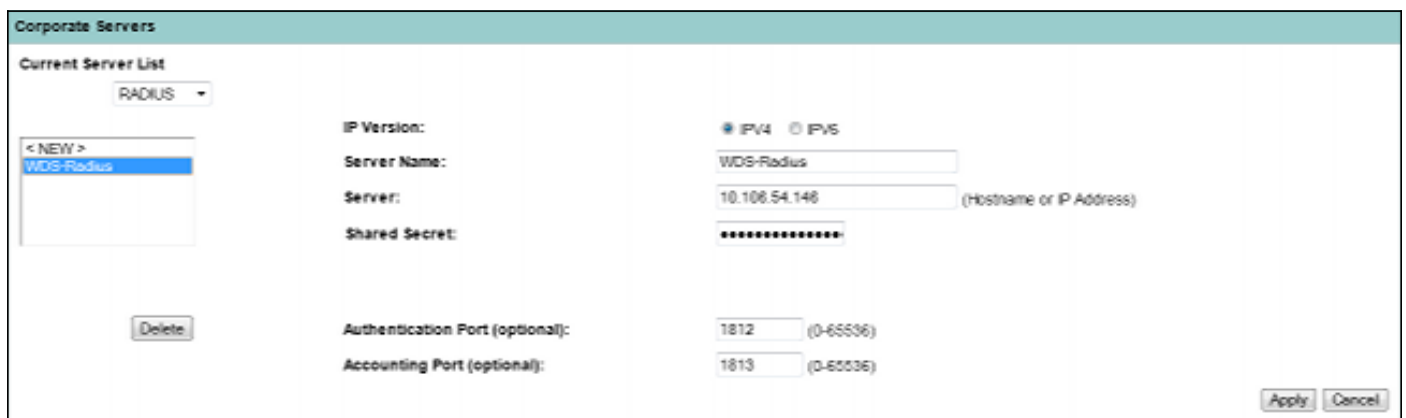 Corporate Servers
Current Server List
RADIUS
IP Version:
IPV4 IPV6
< NEW >
WDS-Radius
Server Name:
WDS-Radius
Server:
10.106.54.146
(Hostname or IP Address)
Shared Secret:
•••••••••••••••
Delete
Authentication Port (optional):
1812
(0-65536)
Accounting Port (optional):
1813
(0-65536)
Apply
Cancel